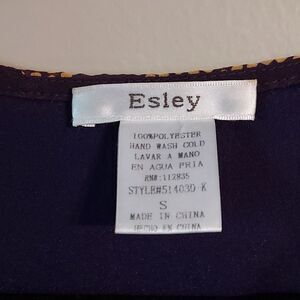 Esley
100%POLYESTER
HAND WASH COLD
LAVAR A MANO
EN AGUA FRIA
RN#:112835
STYLE#51403D-K
S
MADE IN CHINA
HECHO EN CHINA